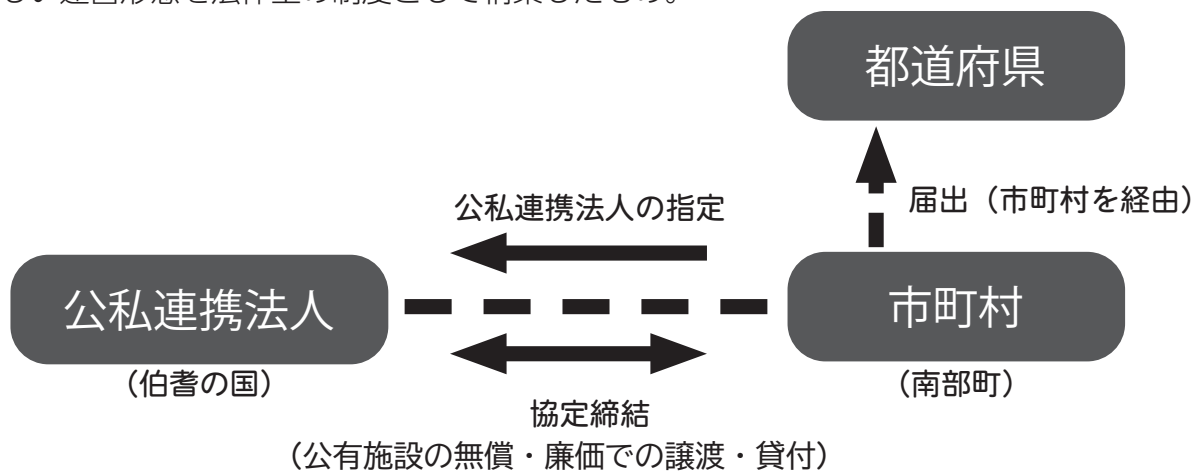 都道府県
届出（市町村を経由）
公私連携法人の指定
公私連携法人
市町村
（伯耆の国）
（南部町）
協定締結
（公有施設の無償・廉価での譲渡・貸付）